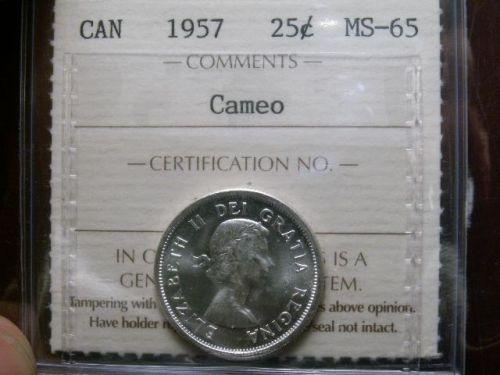 CAN 1957 25¢ MS-65
COMMENTS
Cameo
CERTIFICATION NO.
ELIZABETH II DEI GRATIA REGINA
IN O S IS A
GEN TEM.
Tampering with s above opinion.
Have holder seal not intact.